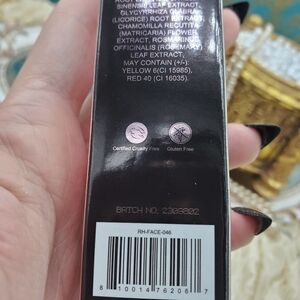 SINENSIS LEAF EXTRACT,
GLYCYRRHIZA GLABRA
(LICORICE) ROOT EXTRACT,
CHAMOMILLA RECUTITA
(MATRICARIA) FLOWER
EXTRACT, ROSMARINUS
OFFICINALIS (ROSEMARY)
LEAF EXTRACT,
MAY CONTAIN (+/-):
YELLOW 6(CI 15985),
RED 40 (CI 16035).
Certified Cruelty Free
Gluten Free
BATCH NO. 2309802
RH-FACE-046
8 10014 76206 7